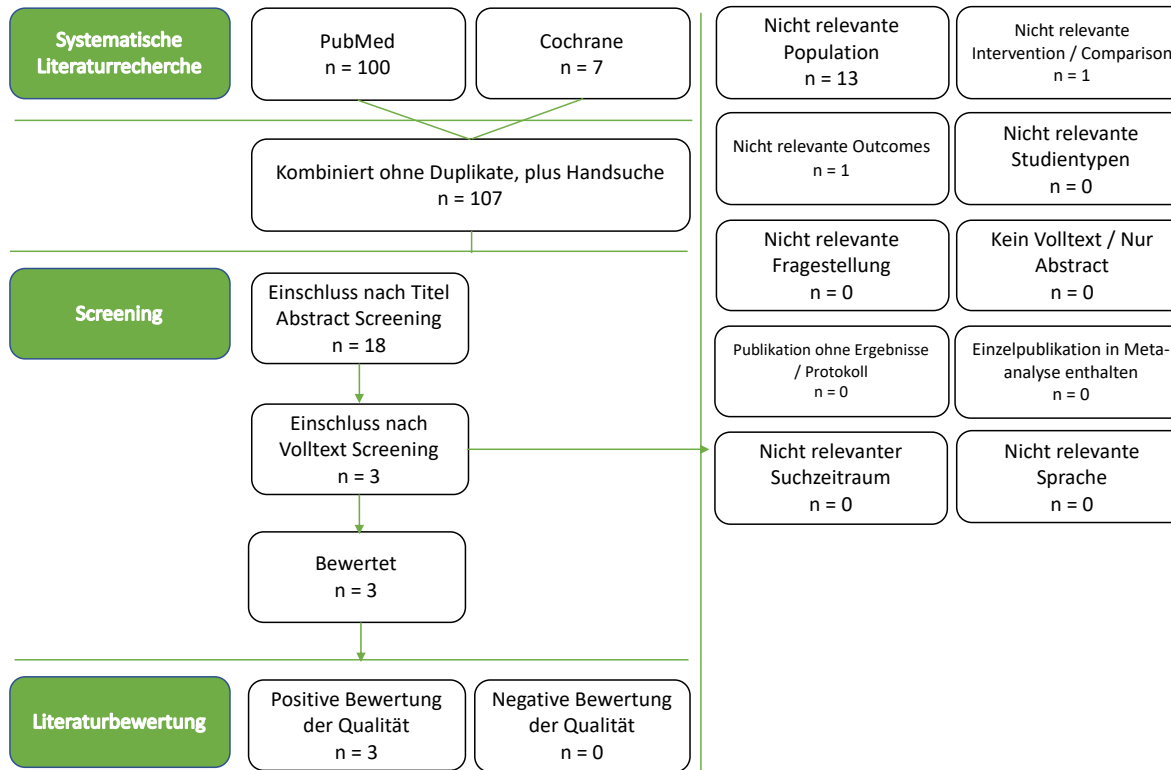 Systematische
Literaturrecherche
PubMed
n = 100
Cochrane
n = 7
Kombiniert ohne Duplikate, plus Handsuche
n = 107
Screening
Einschluss nach Titel
Abstract Screening
n = 18
Einschluss nach
Volltext Screening
n = 3
Bewertet
n = 3
Literaturbewertung
Positive Bewertung
der Qualität
n = 3
Negative Bewertung
der Qualität
n = 0
Nicht relevante
Population
n = 13
Nicht relevante
Intervention / Comparison
n = 1
Nicht relevante Outcomes
n = 1
Nicht relevante
Studientypen
n = 0
Nicht relevante
Fragestellung
n = 0
Kein Volltext / Nur
Abstract
n = 0
Publikation ohne Ergebnisse
/ Protokoll
n = 0
Einzelpublikation in Meta-
analyse enthalten
n = 0
Nicht relevanter
Suchzeitraum
n = 0
Nicht relevante
Sprache
n = 0